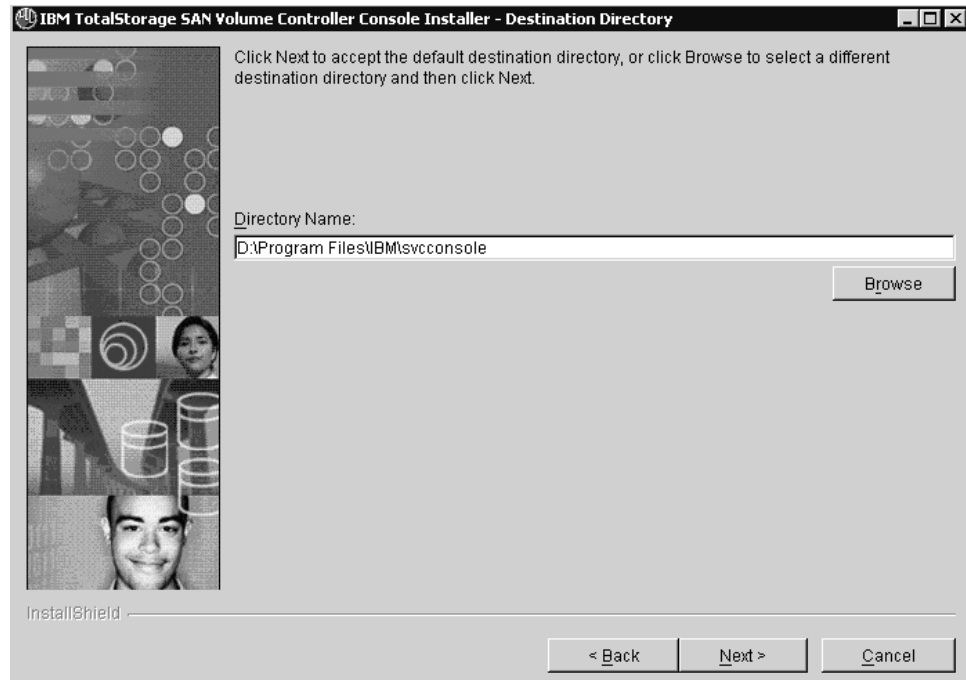 IBM TotalStorage SAN Volume Controller Console Installer - Destination Directory
Click Next to accept the default destination directory, or click Browse to select a different
destination directory and then click Next.
Directory Name:
D:\Program Files\IBM\svcconsole
Browse
InstallShield
< Back
Next >
Cancel